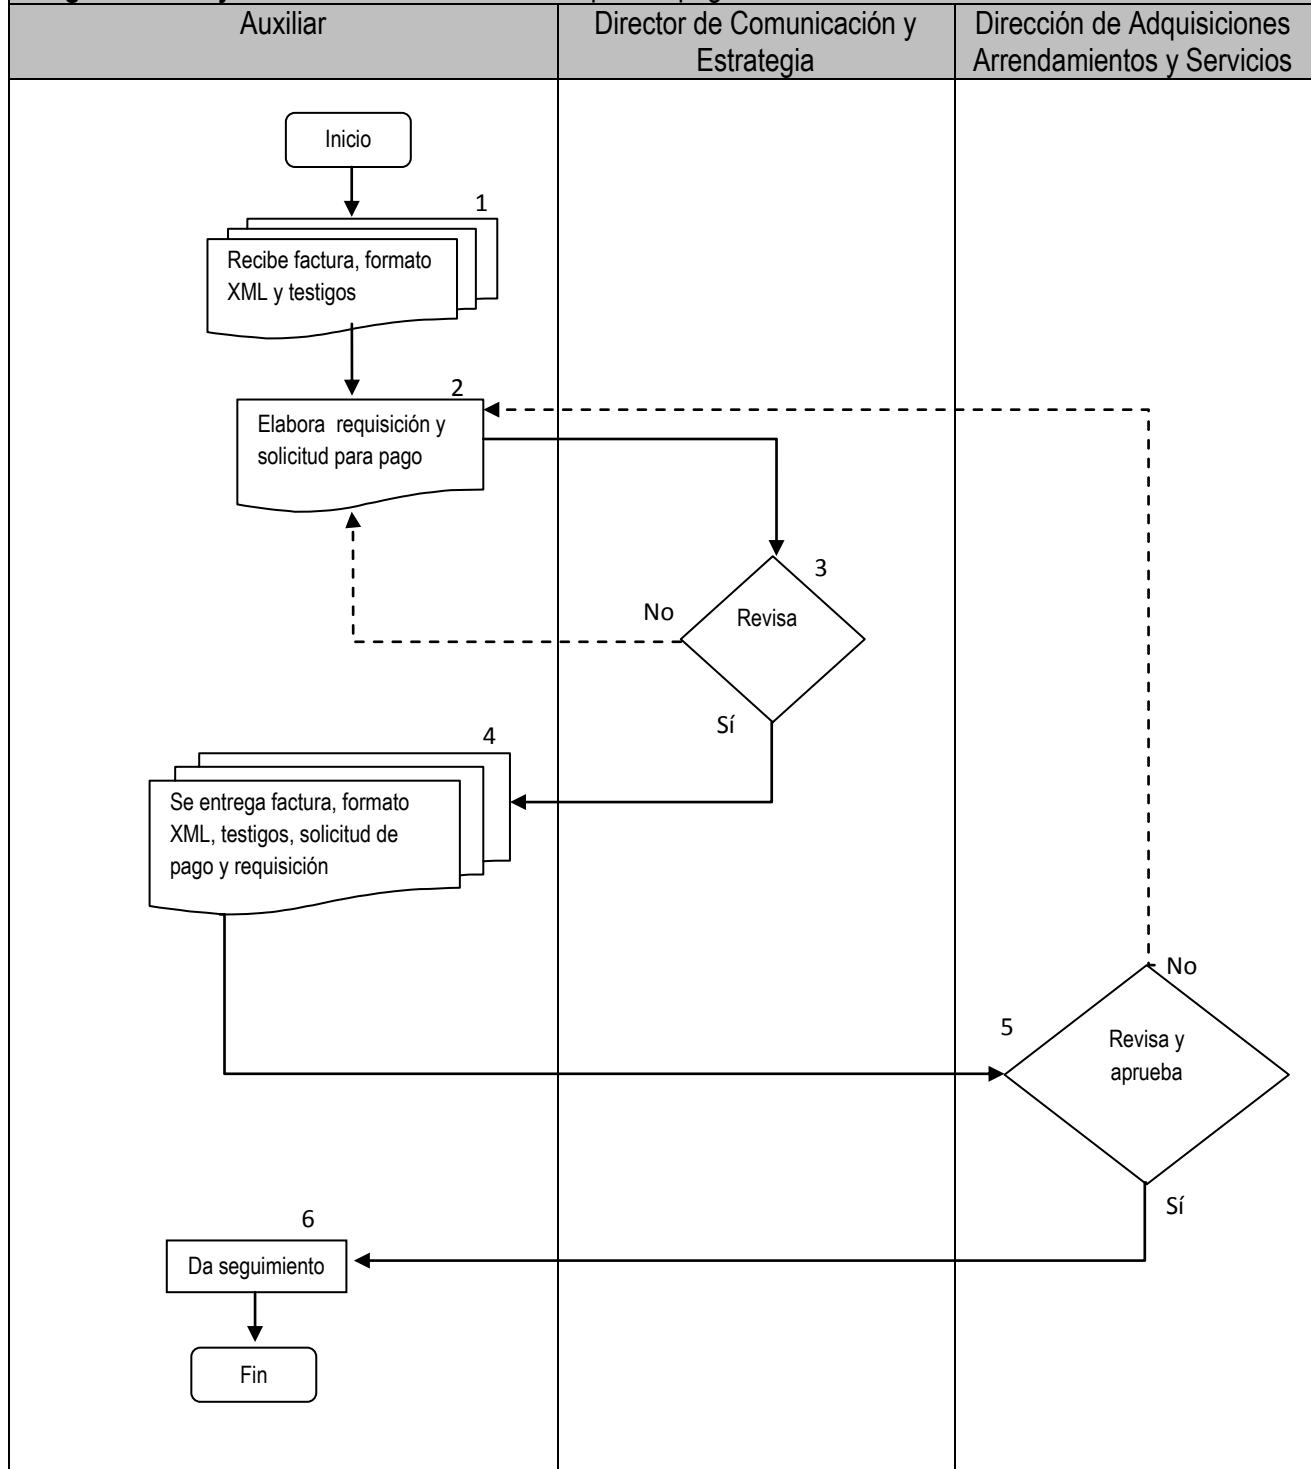 Auxiliar
Director de Comunicación y
Estrategia
Dirección de Adquisiciones
Arrendamientos y Servicios
Inicio
1
Recibe factura, formato
XML y testigos
2
Elabora requisición y
solicitud para pago
3
Revisa
No
Sí
4
Se entrega factura, formato
XML, testigos, solicitud de
pago y requisición
No
5
Revisa y
aprueba
Sí
6
Da seguimiento
Fin